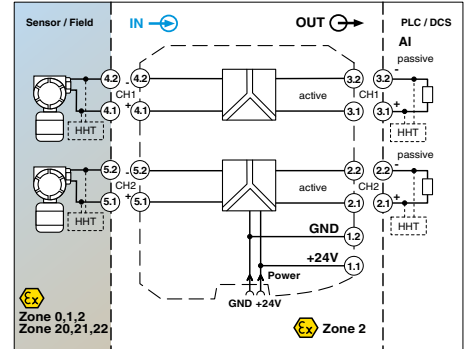 Sensor / Field
IN
OUT
PLC / DCS
AI
passive
4.2 4.2 - 3.2 3.2 -
CH1 CH1
active
4.1 + 4.1 3.1 3.1 +
HHT HHT
passive
5.2 - 5.2 2.2 2.2 -
CH2 CH2
active
5.1 + 5.1 2.1 2.1 +
HHT HHT
GND 1.2
+24V 1.1
Power
GND +24V
Ex
Zone 0,1,2
Zone 20,21,22
Ex Zone 2